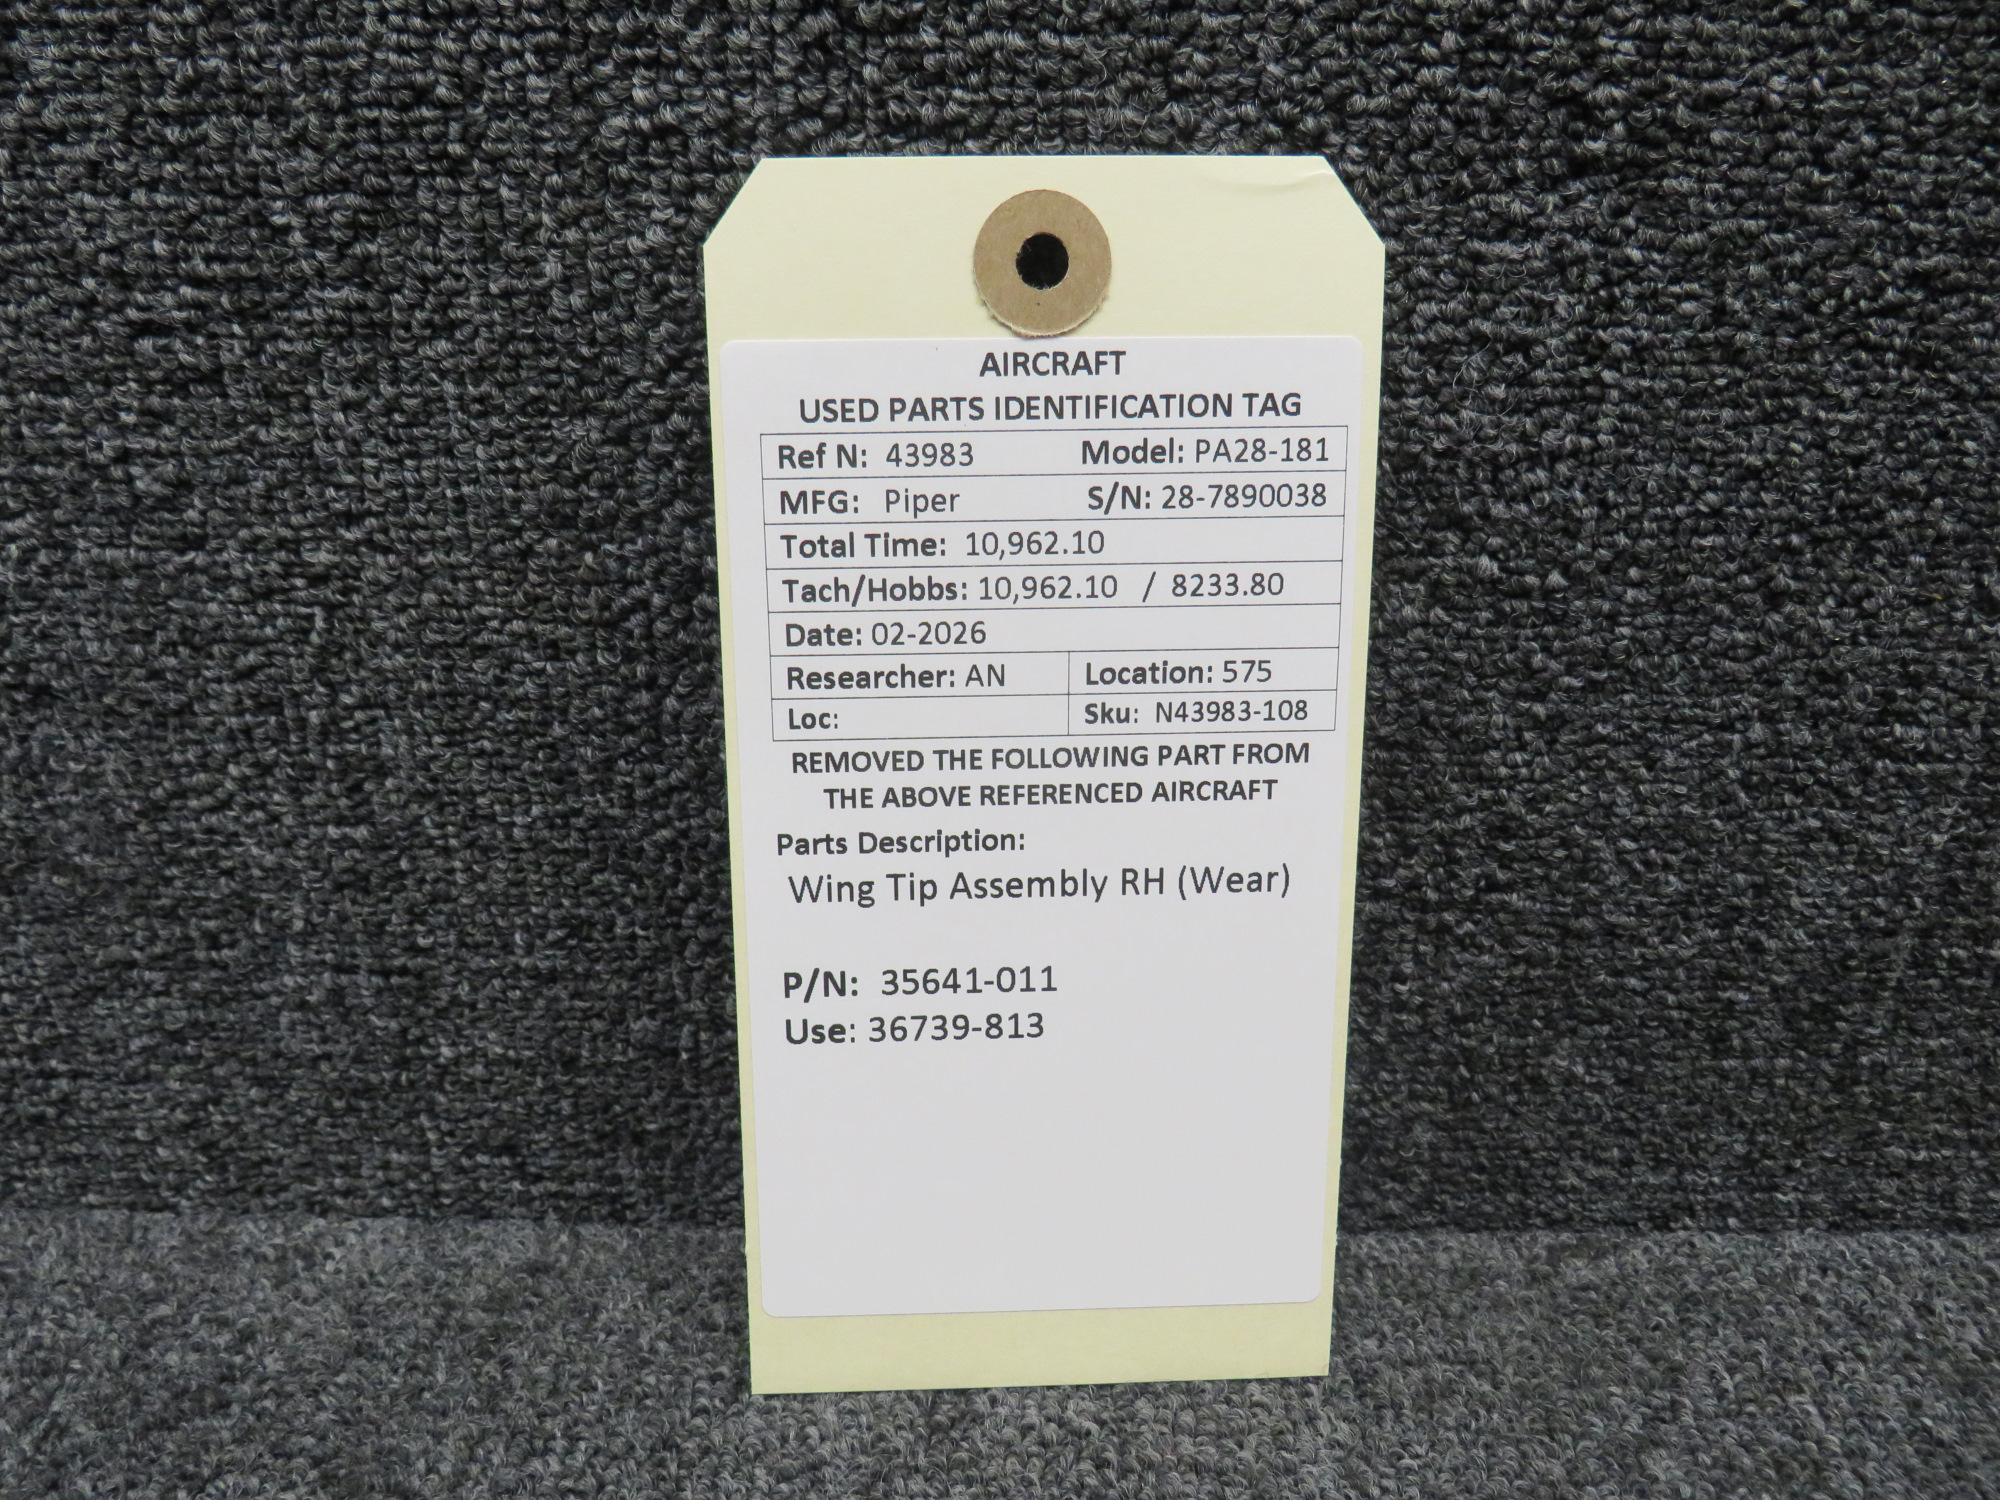 AIRCRAFT
USED PARTS IDENTIFICATION TAG
Ref N: 43983 Model: PA28-181
MFG: Piper S/N: 28-7890038
Total Time: 10,962.10
Tach/Hobbs: 10,962.10 / 8233.80
Date: 02-2026
Researcher: AN Location: 575
Loc: Sku: N43983-108
REMOVED THE FOLLOWING PART FROM
THE ABOVE REFERENCED AIRCRAFT
Parts Description:
Wing Tip Assembly RH (Wear)
P/N: 35641-011
Use: 36739-813